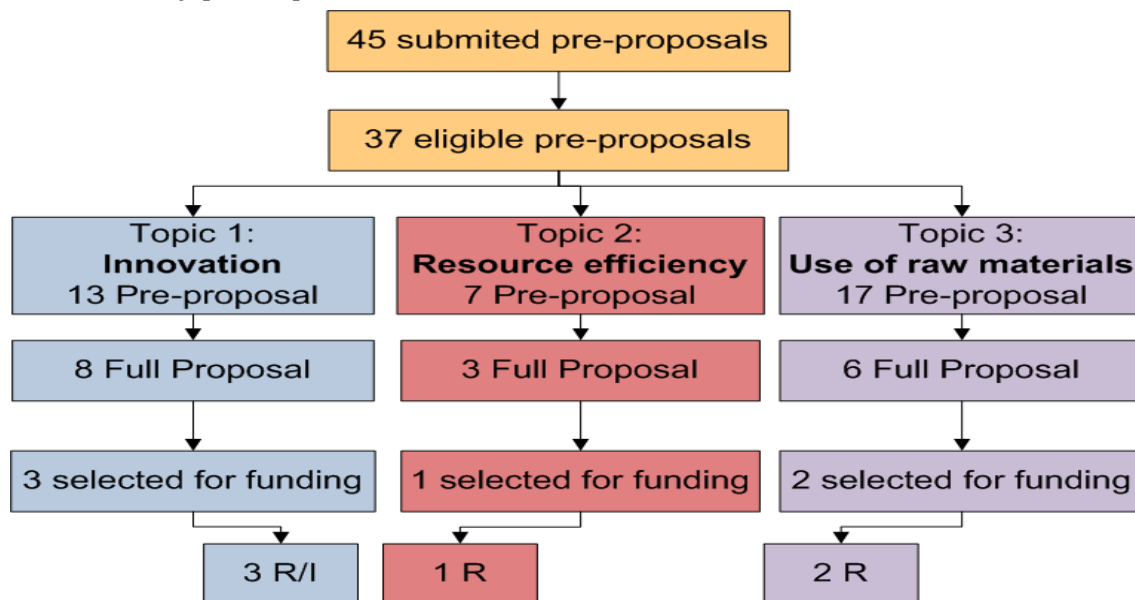 45 submited pre-proposals
37 eligible pre-proposals
Topic 1:
Innovation
13 Pre-proposal
Topic 2:
Resource efficiency
7 Pre-proposal
Topic 3:
Use of raw materials
17 Pre-proposal
8 Full Proposal
3 Full Proposal
6 Full Proposal
3 selected for funding
1 selected for funding
2 selected for funding
3 R/I
1 R
2 R